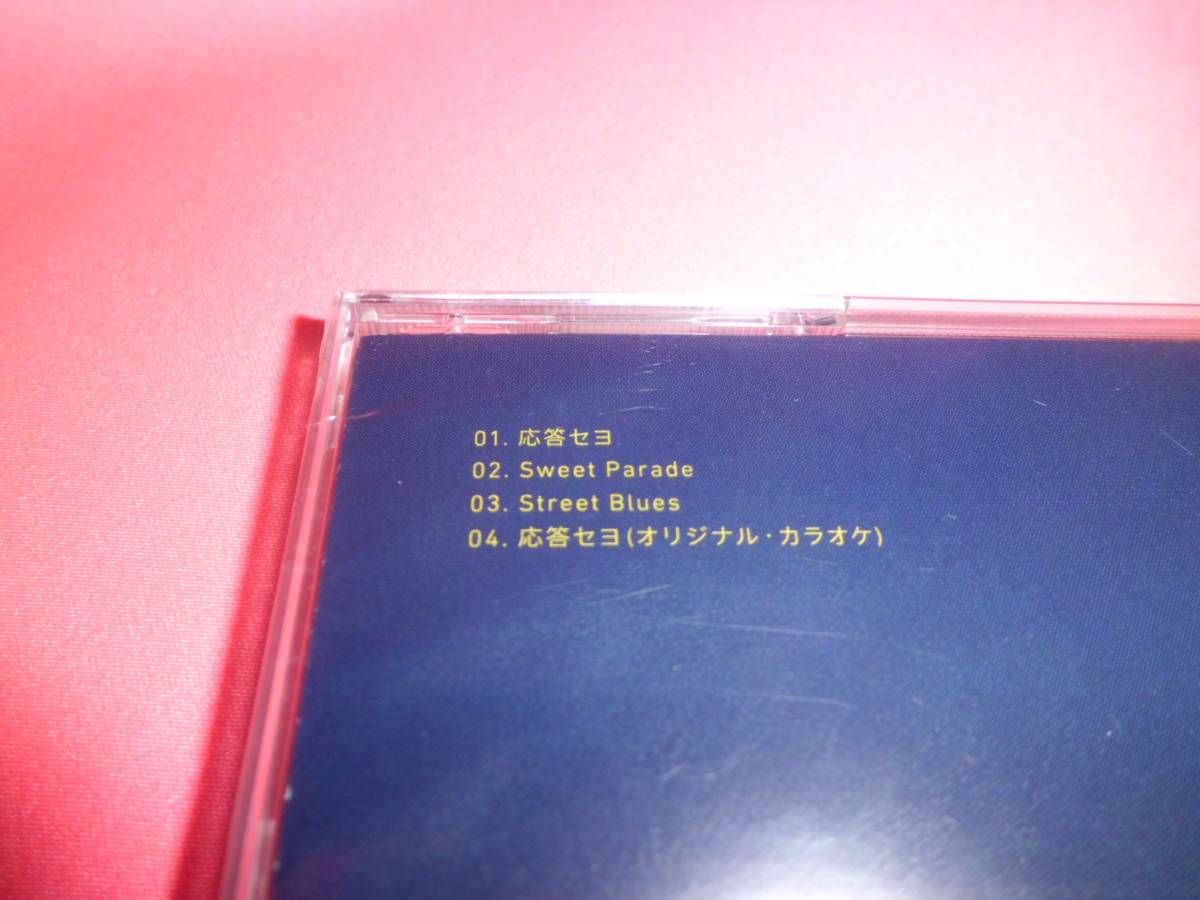 01. 応答セヨ
02. Sweet Parade
03. Street Blues
04. 応答セヨ(オリジナル・カラオケ)